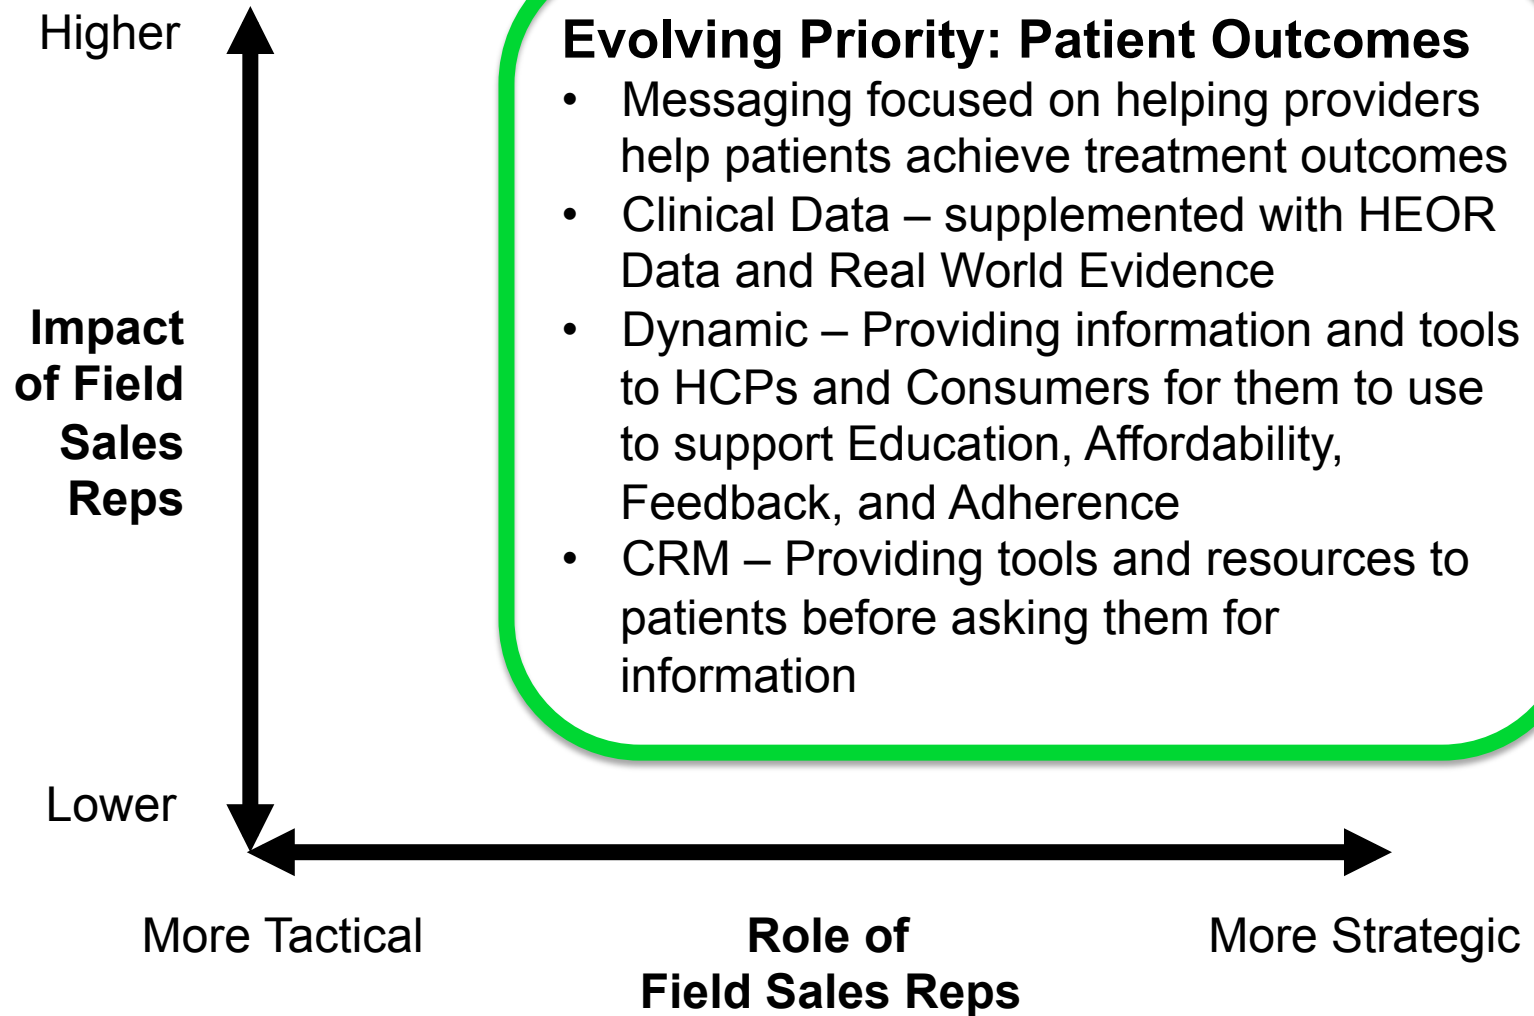 Higher
Evolving Priority: Patient Outcomes
• Messaging focused on helping providers
help patients achieve treatment outcomes
• Clinical Data – supplemented with HEOR
Data and Real World Evidence
• Dynamic – Providing information and tools
to HCPs and Consumers for them to use
to support Education, Affordability,
Feedback, and Adherence
• CRM – Providing tools and resources to
patients before asking them for
information
Impact
of Field
Sales
Reps
Lower
More Tactical
Role of
Field Sales Reps
More Strategic